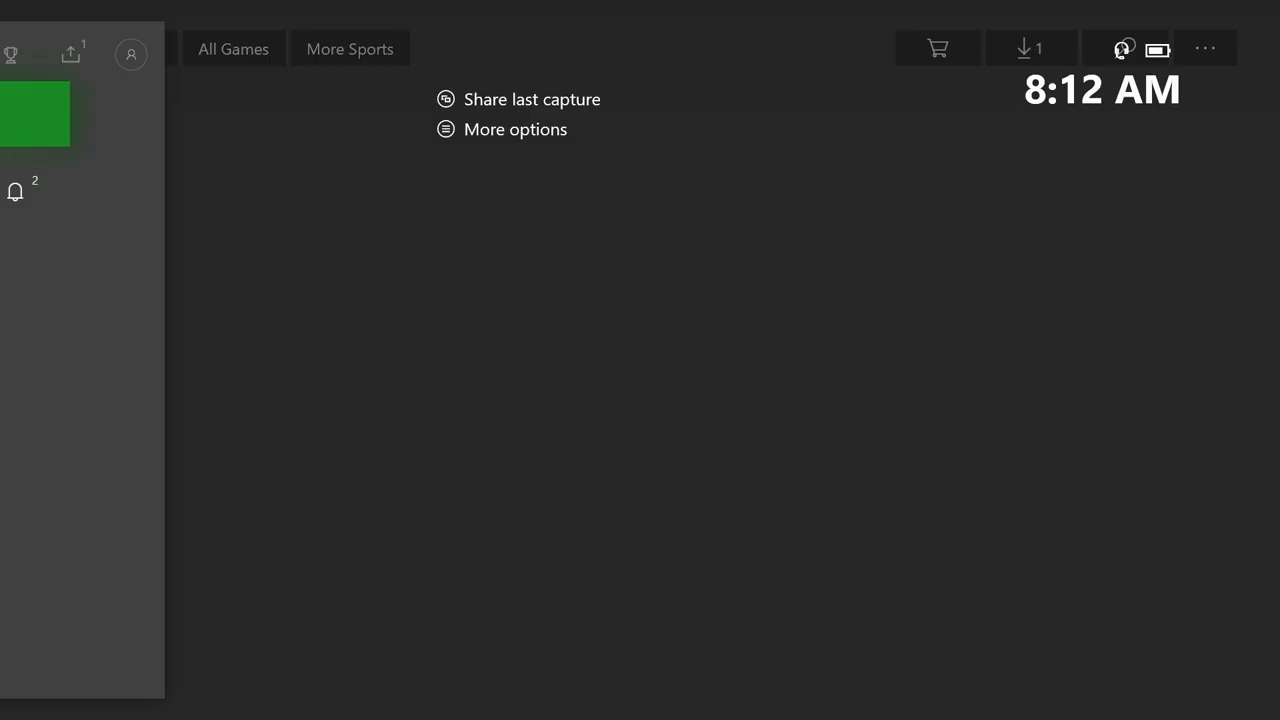 1
All Games
More Sports
1
8:12 AM
Share last capture
More options
2